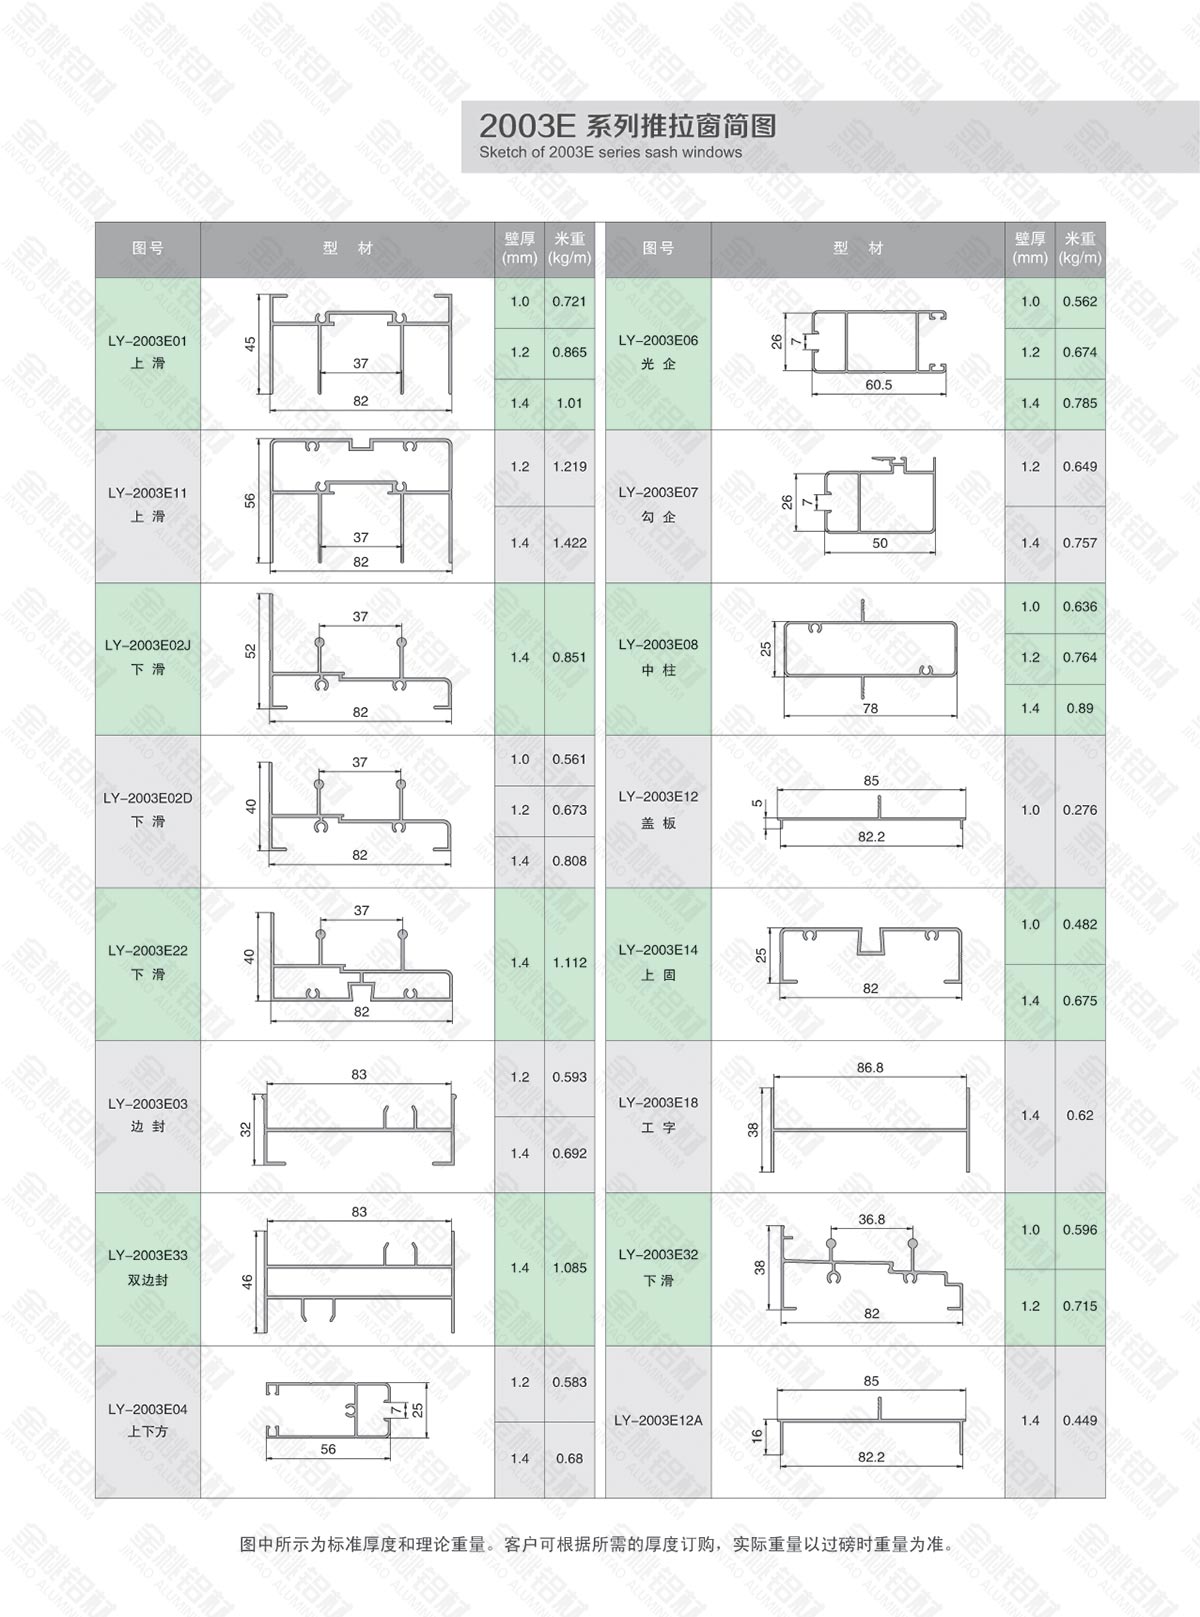 2003E 系列推拉窗简图
Sketch of 2003E series sash windows
图号 型 材 壁厚(mm) 米重(kg/m)
LY-2003E01
上 滑
45
37
82
1.0 0.721
1.2 0.865
1.4 1.01
LY-2003E11
上 滑
56
37
82
1.2 1.219
1.4 1.422
LY-2003E02J
下 滑
37
52
82
1.4 0.851
LY-2003E02D
下 滑
37
40
82
1.0 0.561
1.2 0.673
1.4 0.808
LY-2003E22
下 滑
37
40
82
1.4 1.112
LY-2003E03
边 封
83
32
1.2 0.593
1.4 0.692
LY-2003E33
双边封
83
46
1.4 1.085
LY-2003E04
上下方
7
25
56
1.2 0.583
1.4 0.68
图号 型 材 壁厚(mm) 米重(kg/m)
LY-2003E06
光 企
26
7
60.5
1.0 0.562
1.2 0.674
1.4 0.785
LY-2003E07
勾 企
26
7
50
1.2 0.649
1.4 0.757
LY-2003E08
中 柱
25
78
1.0 0.636
1.2 0.764
1.4 0.89
LY-2003E12
盖 板
85
5
82.2
1.0 0.276
LY-2003E14
上 固
25
82
1.0 0.482
1.4 0.675
LY-2003E18
工 字
86.8
38
1.4 0.62
LY-2003E32
下 滑
36.8
38
82
1.0 0.596
1.2 0.715
LY-2003E12A
85
16
82.2
1.4 0.449
图中所示为标准厚度和理论重量。客户可根据所需的厚度订购，实际重量以过磅时重量为准。
金桃铝材
JINTAO ALUMINIUM